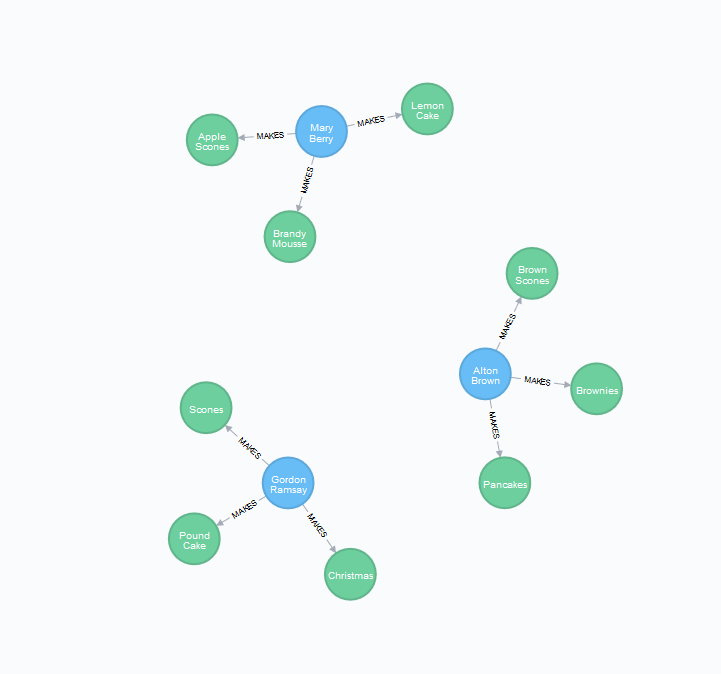 Lemon
Cake
MAKES
Mary
Berry
MAKES
Apple
Scones
MAKES
Brandy
Mousse
Brown
Scones
MAKES
Alton
Brown
MAKES
Brownies
MAKES
Pancakes
Scones
MAKES
Gordon
Ramsay
MAKES
MAKES
Pound
Cake
Christmas